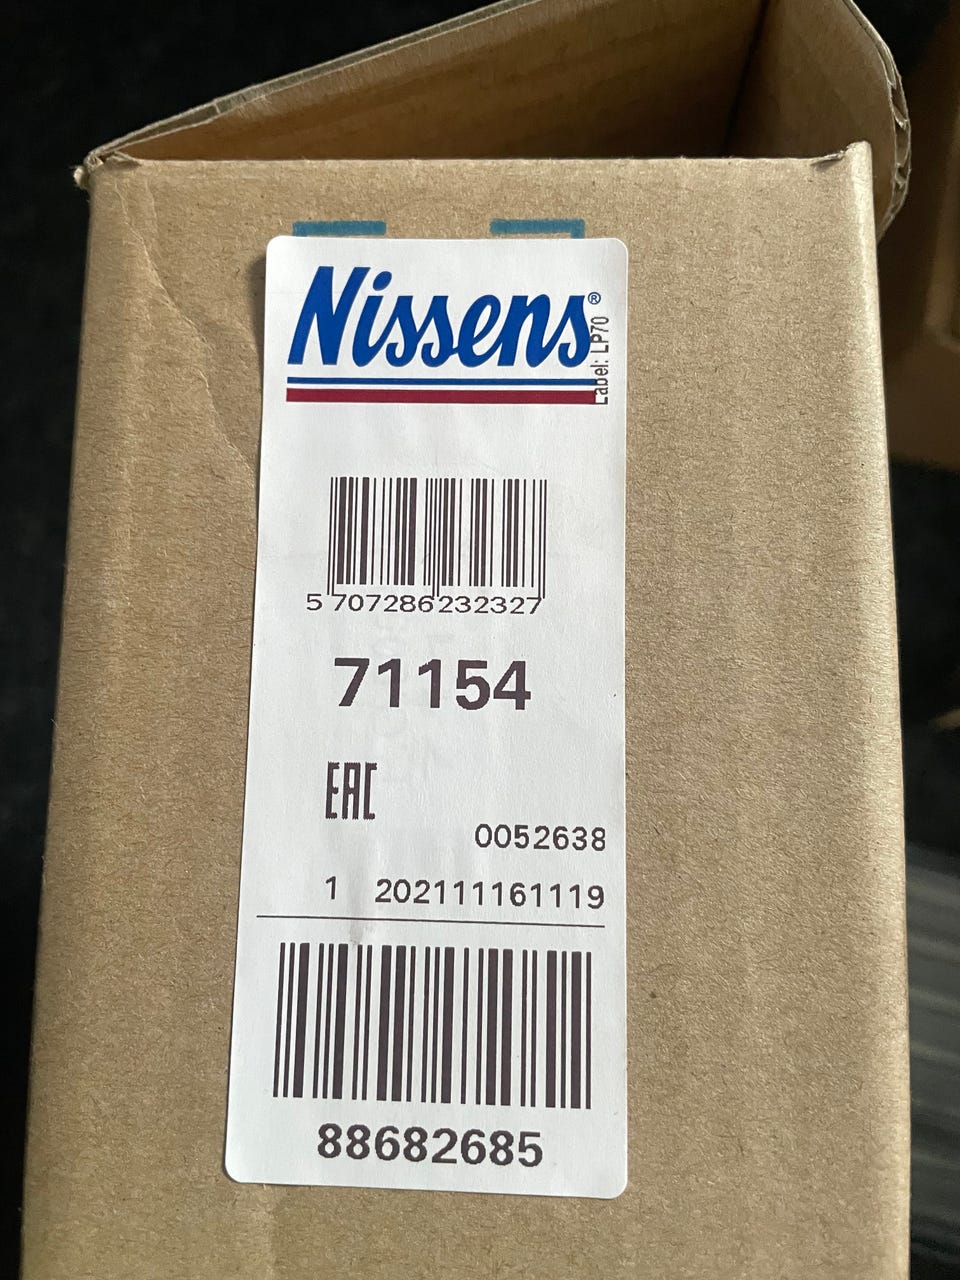 Nissens®
Label: LP70
5 707286 232327
71154
EAC
0052638
1 202111161119
88682685